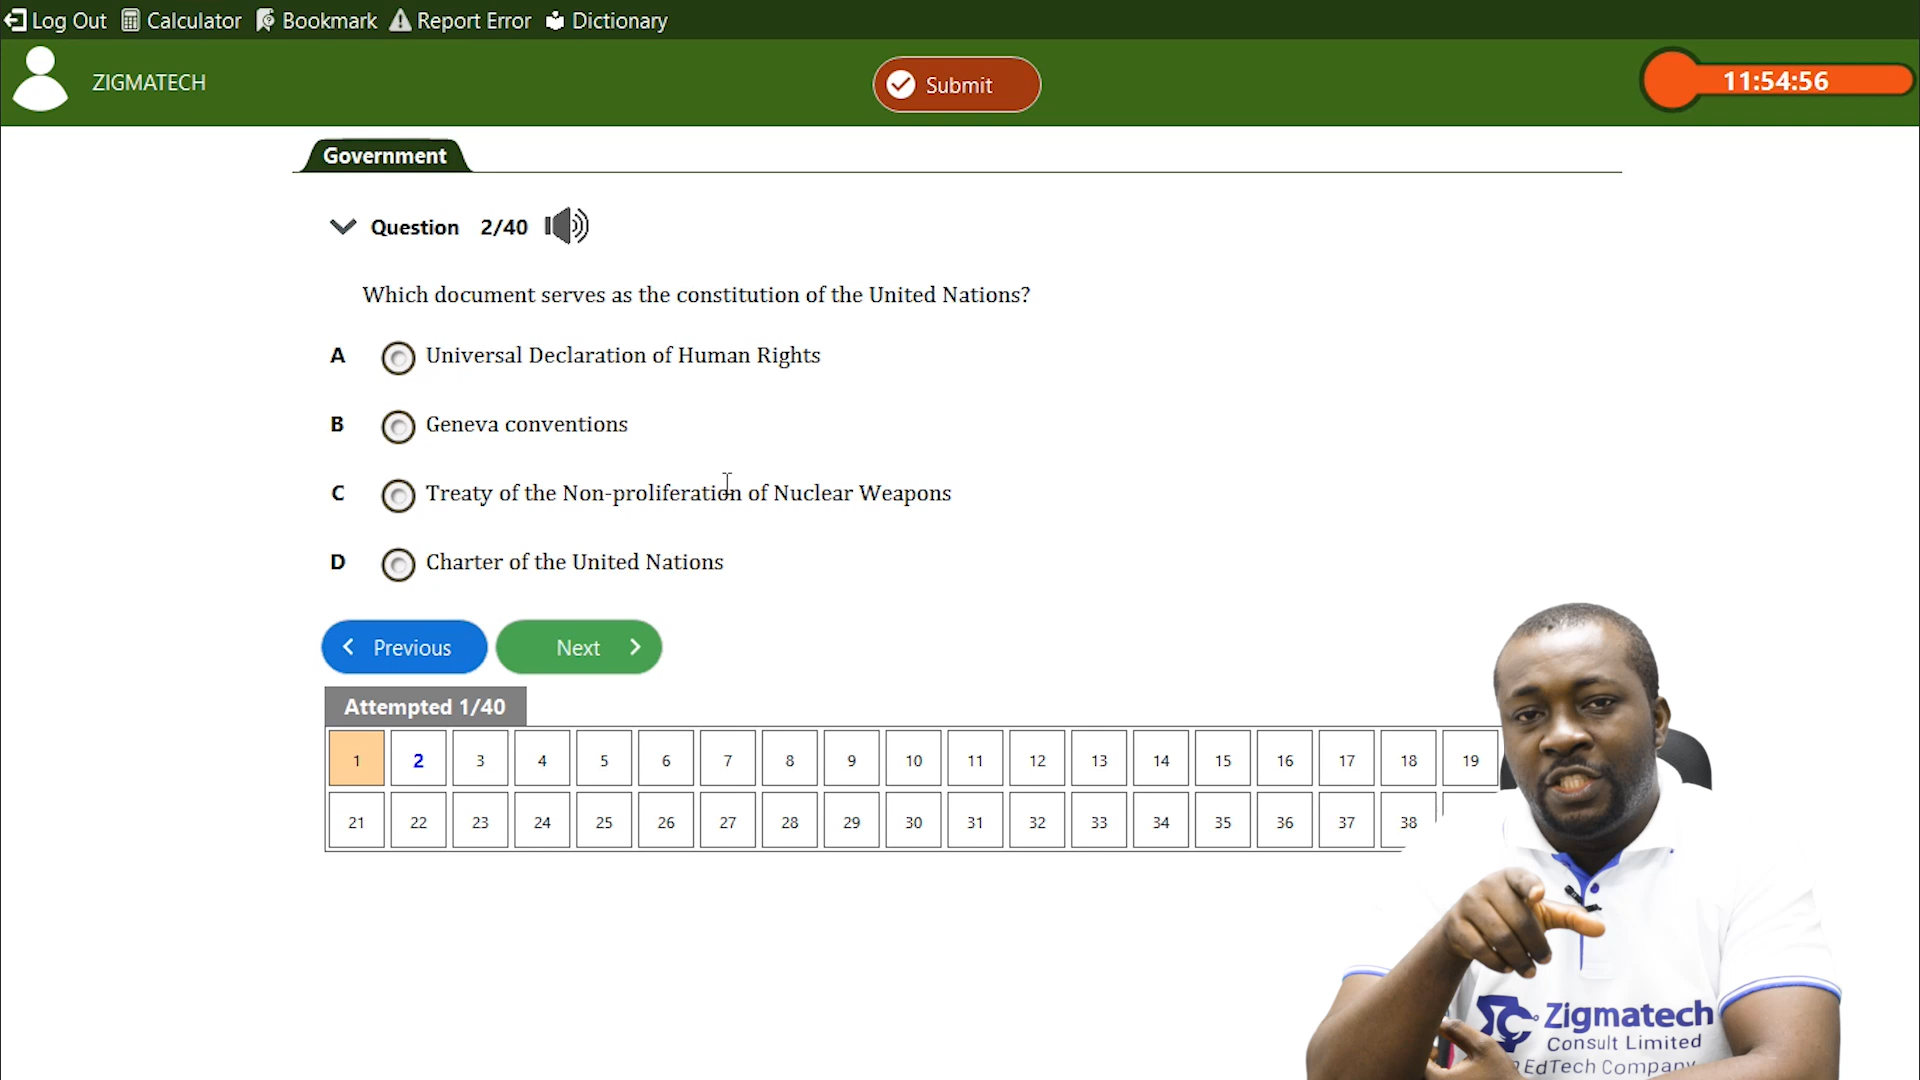 Log Out Calculator Bookmark Report Error Dictionary
ZIGMATECH
Submit
11:54:56
Government
Question 2/40
Which document serves as the constitution of the United Nations?
A Universal Declaration of Human Rights
B Geneva conventions
C Treaty of the Non-proliferation of Nuclear Weapons
D Charter of the United Nations
Previous Next
Attempted 1/40
1 2 3 4 5 6 7 8 9 10 11 12 13 14 15 16 17 18 19
21 22 23 24 25 26 27 28 29 30 31 32 33 34 35 36 37 38
Zigmatech
Consult Limited
EdTech Company